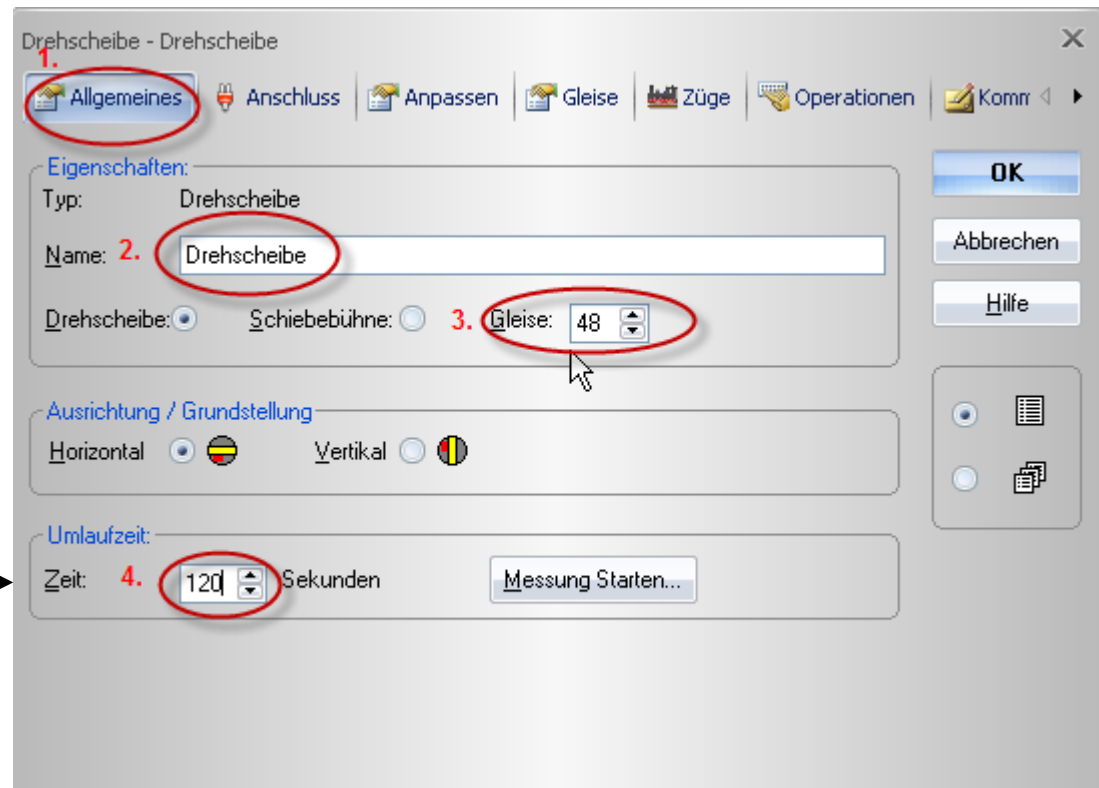 Drehscheibe - Drehscheibe
1.
Allgemeines Anschluss Anpassen Gleise Züge Operationen Komm
Eigenschaften:
Typ: Drehscheibe
Name: 2. Drehscheibe
Drehscheibe: Schiebebühne: 3. Gleise: 48
Ausrichtung / Grundstellung
Horizontal Vertikal
Umlaufzeit:
Zeit: 4. 120 Sekunden Messung Starten...
OK
Abbrechen
Hilfe